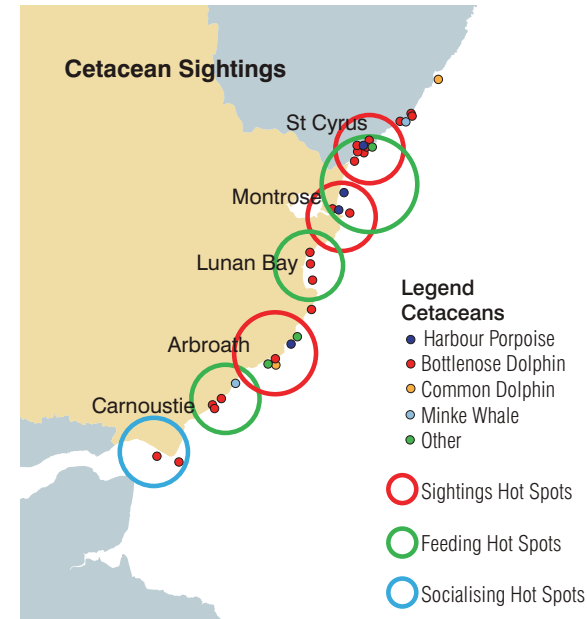 Cetacean Sightings
St Cyrus
Montrose
Lunan Bay
Arbroath
Carnoustie
Legend
Cetaceans
Harbour Porpoise
Bottlenose Dolphin
Common Dolphin
Minke Whale
Other
Sightings Hot Spots
Feeding Hot Spots
Socialising Hot Spots